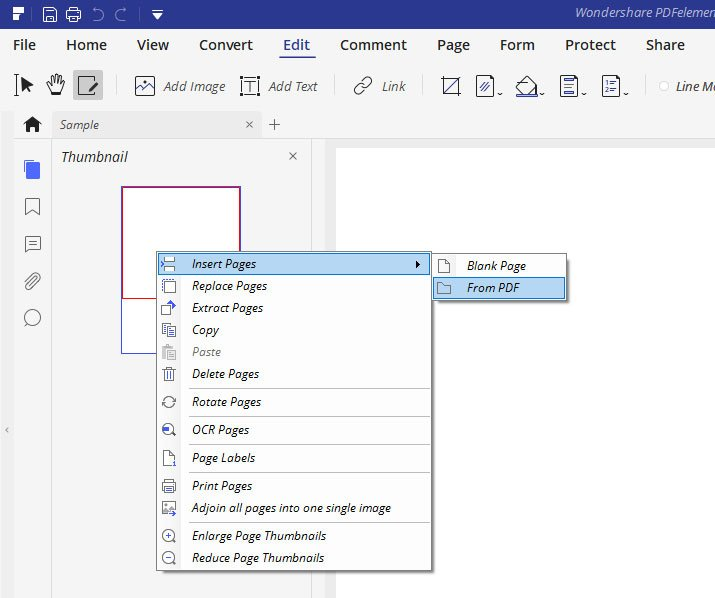 Wondershare PDFelemen
File Home View Convert Edit Comment Page Form Protect Share
Add Image Add Text Link Line Mo
Sample
Thumbnail
Insert Pages
Blank Page
Replace Pages
From PDF
Extract Pages
Copy
Paste
Delete Pages
Rotate Pages
OCR Pages
Page Labels
Print Pages
Adjoin all pages into one single image
Enlarge Page Thumbnails
Reduce Page Thumbnails